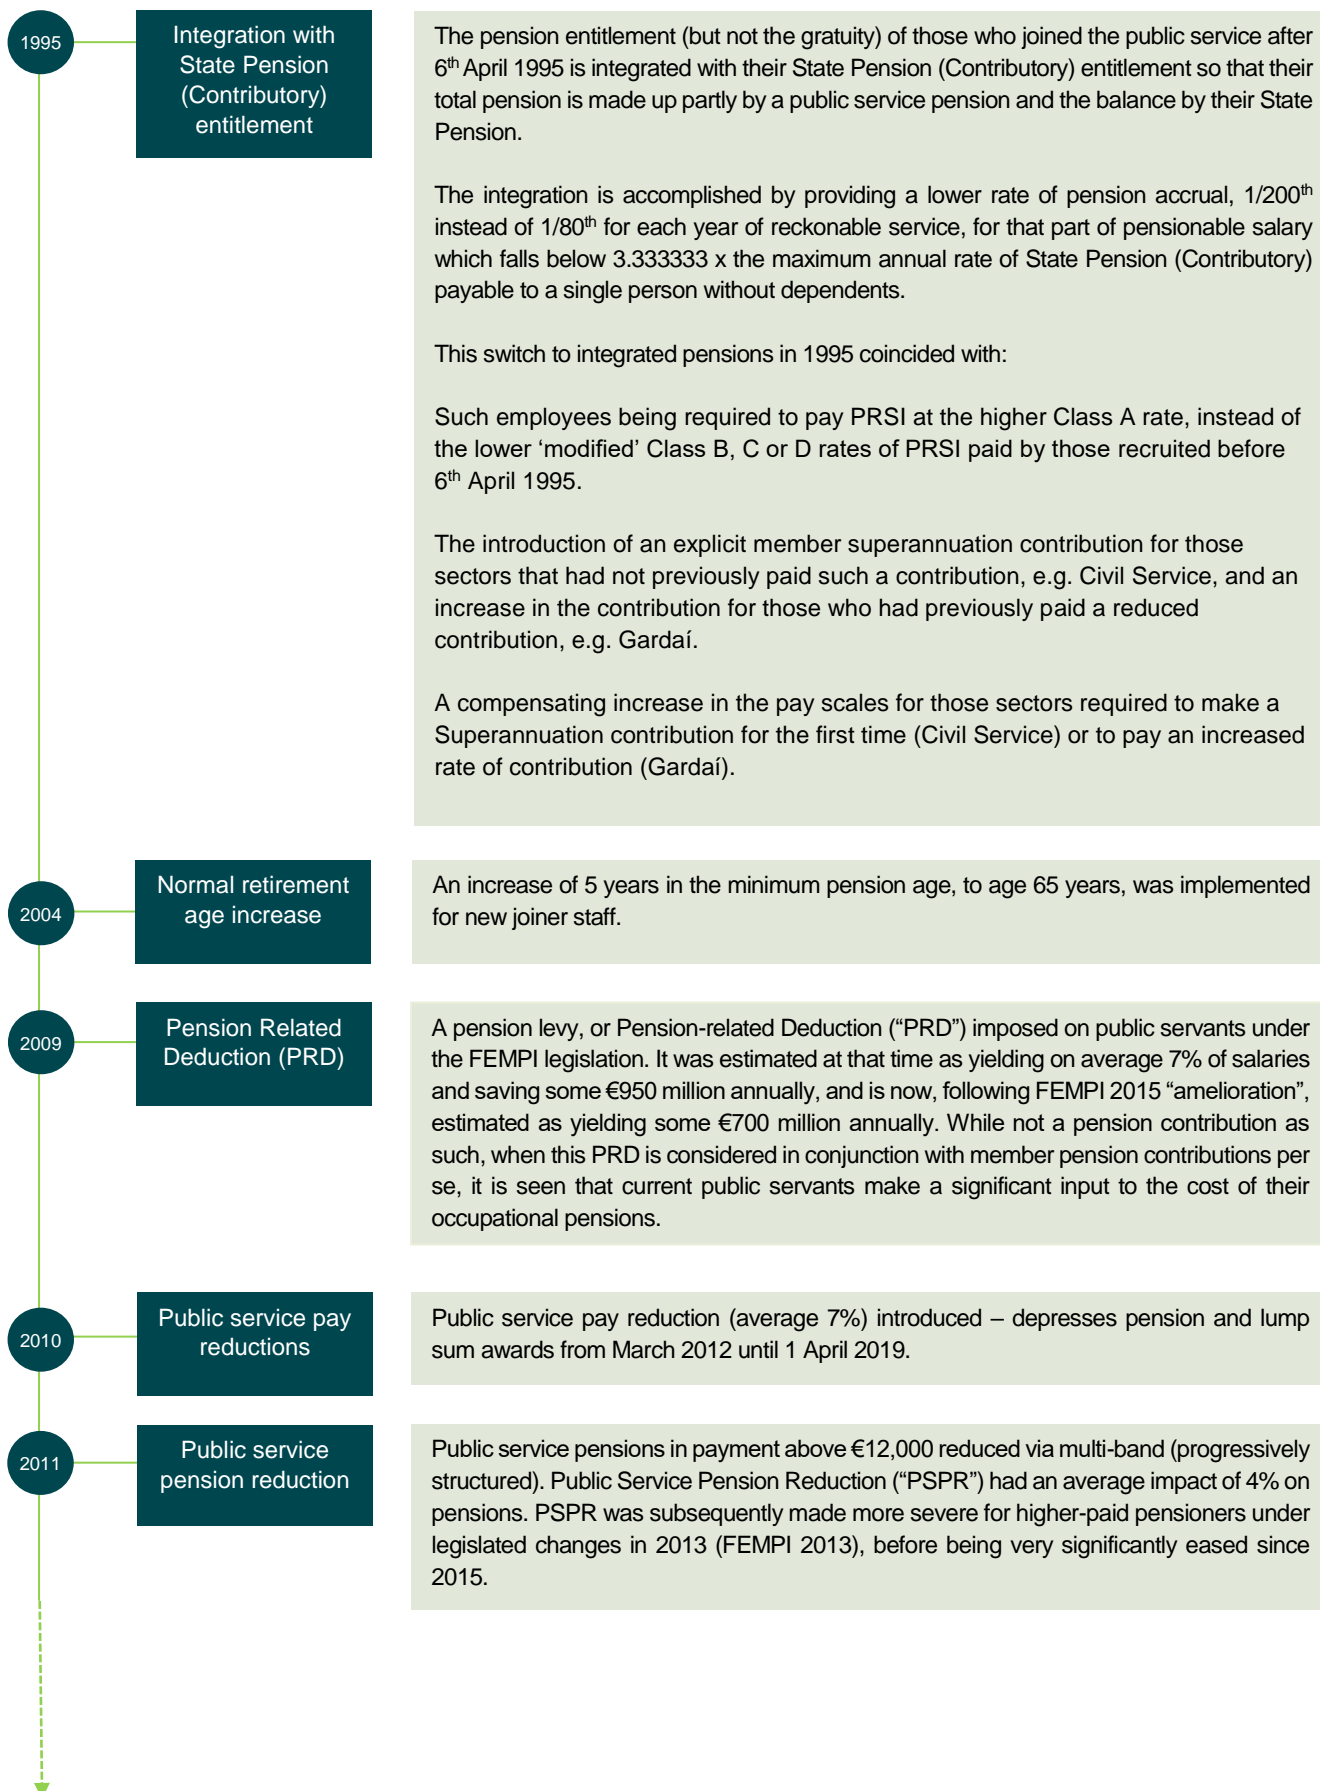 1995
Integration with
State Pension
(Contributory)
entitlement
The pension entitlement (but not the gratuity) of those who joined the public service after
6th April 1995 is integrated with their State Pension (Contributory) entitlement so that their
total pension is made up partly by a public service pension and the balance by their State
Pension.
The integration is accomplished by providing a lower rate of pension accrual, 1/200th
instead of 1/80th for each year of reckonable service, for that part of pensionable salary
which falls below 3.333333 x the maximum annual rate of State Pension (Contributory)
payable to a single person without dependents.
This switch to integrated pensions in 1995 coincided with:
Such employees being required to pay PRSI at the higher Class A rate, instead of
the lower ‘modified’ Class B, C or D rates of PRSI paid by those recruited before
6th April 1995.
The introduction of an explicit member superannuation contribution for those
sectors that had not previously paid such a contribution, e.g. Civil Service, and an
increase in the contribution for those who had previously paid a reduced
contribution, e.g. Gardaí.
A compensating increase in the pay scales for those sectors required to make a
Superannuation contribution for the first time (Civil Service) or to pay an increased
rate of contribution (Gardaí).
2004
Normal retirement
age increase
An increase of 5 years in the minimum pension age, to age 65 years, was implemented
for new joiner staff.
2009
Pension Related
Deduction (PRD)
A pension levy, or Pension-related Deduction (“PRD”) imposed on public servants under
the FEMPI legislation. It was estimated at that time as yielding on average 7% of salaries
and saving some €950 million annually, and is now, following FEMPI 2015 “amelioration”,
estimated as yielding some €700 million annually. While not a pension contribution as
such, when this PRD is considered in conjunction with member pension contributions per
se, it is seen that current public servants make a significant input to the cost of their
occupational pensions.
2010
Public service pay
reductions
Public service pay reduction (average 7%) introduced – depresses pension and lump
sum awards from March 2012 until 1 April 2019.
2011
Public service
pension reduction
Public service pensions in payment above €12,000 reduced via multi-band (progressively
structured). Public Service Pension Reduction (“PSPR”) had an average impact of 4% on
pensions. PSPR was subsequently made more severe for higher-paid pensioners under
legislated changes in 2013 (FEMPI 2013), before being very significantly eased since
2015.